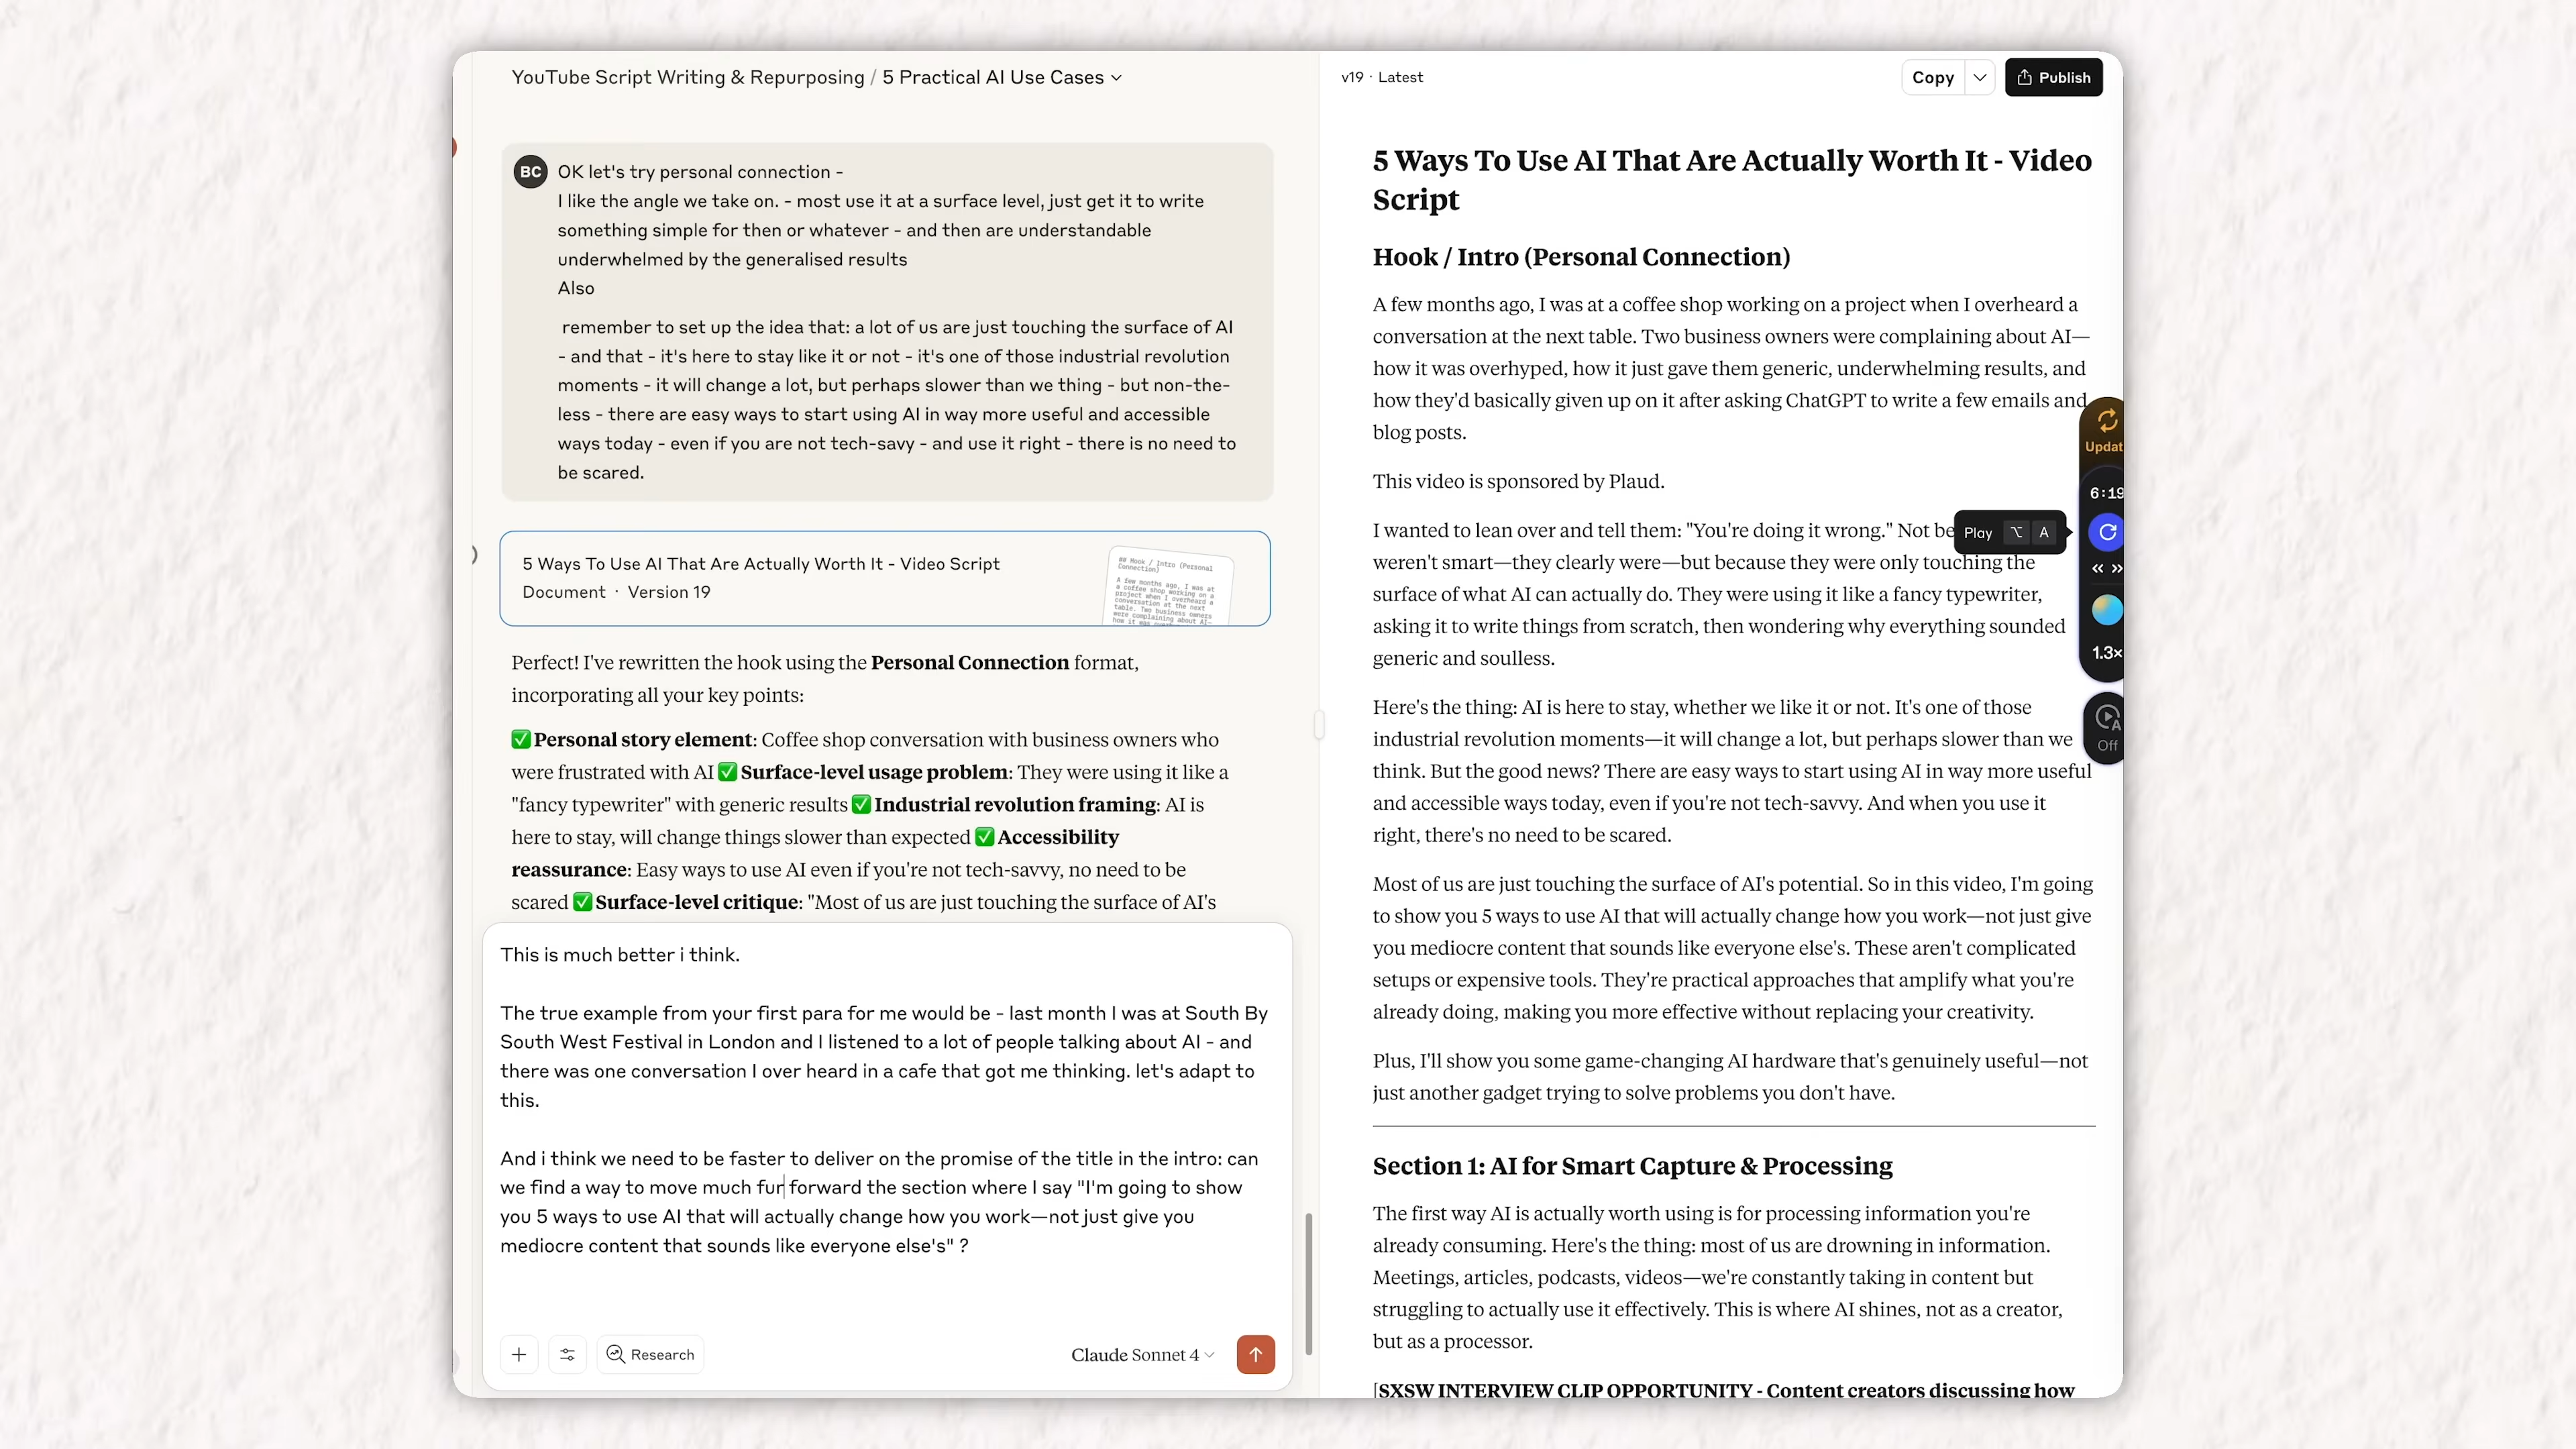 YouTube Script Writing & Repurposing / 5 Practical AI Use Cases
BC
OK let's try personal connection -
I like the angle we take on. - most use it at a surface level, just get it to write
something simple for then or whatever - and then are understandable
underwhelmed by the generalised results
Also
remember to set up the idea that: a lot of us are just touching the surface of AI
- and that - it's here to stay like it or not - it's one of those industrial revolution
moments - it will change a lot, but perhaps slower than we thing - but non-the-
less - there are easy ways to start using AI in way more useful and accessible
ways today - even if you are not tech-savy - and use it right - there is no need to
be scared.
5 Ways To Use AI That Are Actually Worth It - Video Script
Document · Version 19
## Hook / Intro (Personal
Connection)
A few months ago, I was at
a coffee shop working on a
project when I overheard a
conversation at the next
table. Two business owners
were complaining about AI—
Perfect! I've rewritten the hook using the Personal Connection format,
incorporating all your key points:
✅ Personal story element: Coffee shop conversation with business owners who
were frustrated with AI ✅ Surface-level usage problem: They were using it like a
"fancy typewriter" with generic results ✅ Industrial revolution framing: AI is
here to stay, will change things slower than expected ✅ Accessibility
reassurance: Easy ways to use AI even if you're not tech-savvy, no need to be
scared ✅ Surface-level critique: "Most of us are just touching the surface of AI's
This is much better i think.
The true example from your first para for me would be - last month I was at South By
South West Festival in London and I listened to a lot of people talking about AI - and
there was one conversation I over heard in a cafe that got me thinking. let's adapt to
this.
And i think we need to be faster to deliver on the promise of the title in the intro: can
we find a way to move much fur forward the section where I say "I'm going to show
you 5 ways to use AI that will actually change how you work—not just give you
mediocre content that sounds like everyone else's" ?
Research
Claude Sonnet 4
v19 · Latest
Copy
Publish
5 Ways To Use AI That Are Actually Worth It - Video
Script
Hook / Intro (Personal Connection)
A few months ago, I was at a coffee shop working on a project when I overheard a
conversation at the next table. Two business owners were complaining about AI—
how it was overhyped, how it just gave them generic, underwhelming results, and
how they'd basically given up on it after asking ChatGPT to write a few emails and
blog posts.
This video is sponsored by Plaud.
I wanted to lean over and tell them: "You're doing it wrong." Not be
weren't smart—they clearly were—but because they were only touching the
surface of what AI can actually do. They were using it like a fancy typewriter,
asking it to write things from scratch, then wondering why everything sounded
generic and soulless.
Here's the thing: AI is here to stay, whether we like it or not. It's one of those
industrial revolution moments—it will change a lot, but perhaps slower than we
think. But the good news? There are easy ways to start using AI in way more useful
and accessible ways today, even if you're not tech-savvy. And when you use it
right, there's no need to be scared.
Most of us are just touching the surface of AI's potential. So in this video, I'm going
to show you 5 ways to use AI that will actually change how you work—not just give
you mediocre content that sounds like everyone else's. These aren't complicated
setups or expensive tools. They're practical approaches that amplify what you're
already doing, making you more effective without replacing your creativity.
Plus, I'll show you some game-changing AI hardware that's genuinely useful—not
just another gadget trying to solve problems you don't have.
Section 1: AI for Smart Capture & Processing
The first way AI is actually worth using is for processing information you're
already consuming. Here's the thing: most of us are drowning in information.
Meetings, articles, podcasts, videos—we're constantly taking in content but
struggling to actually use it effectively. This is where AI shines, not as a creator,
but as a processor.
[SXSW INTERVIEW CLIP OPPORTUNITY - Content creators discussing how
Play ⌥ A
Updat
6:19
1.3×
A
Off